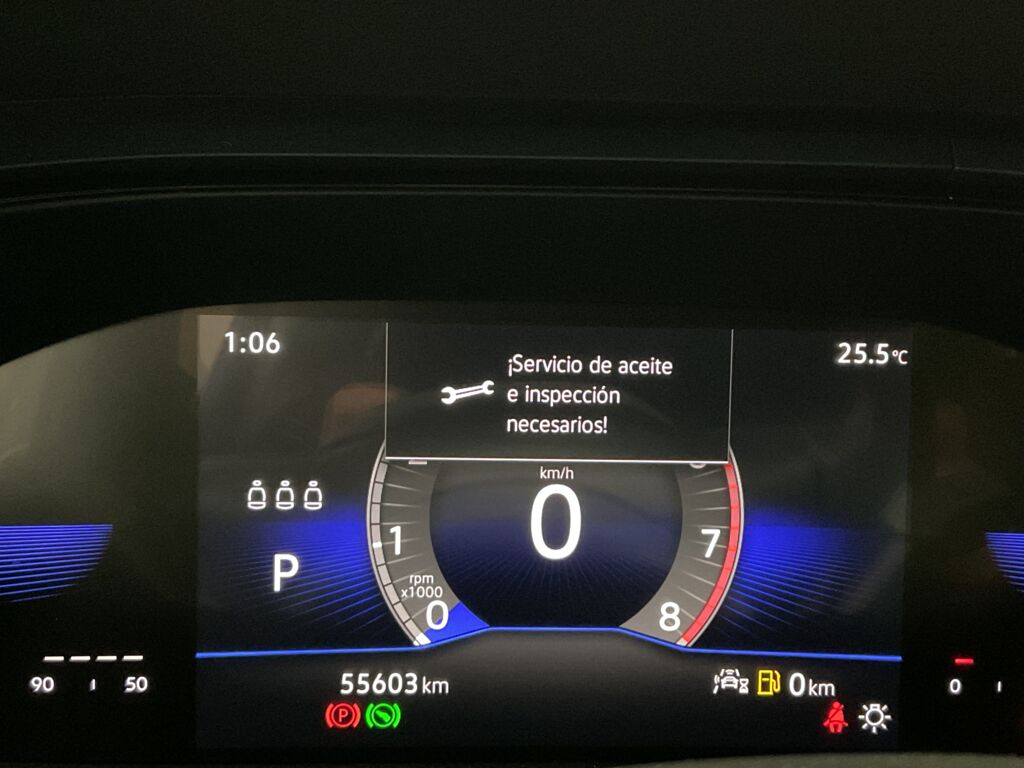 1:06
¡Servicio de aceite
e inspección
necesarios!
25.5°C
km/h
0
P
1
rpm
x1000
0
7
8
90
50
55603 km
0 km
0